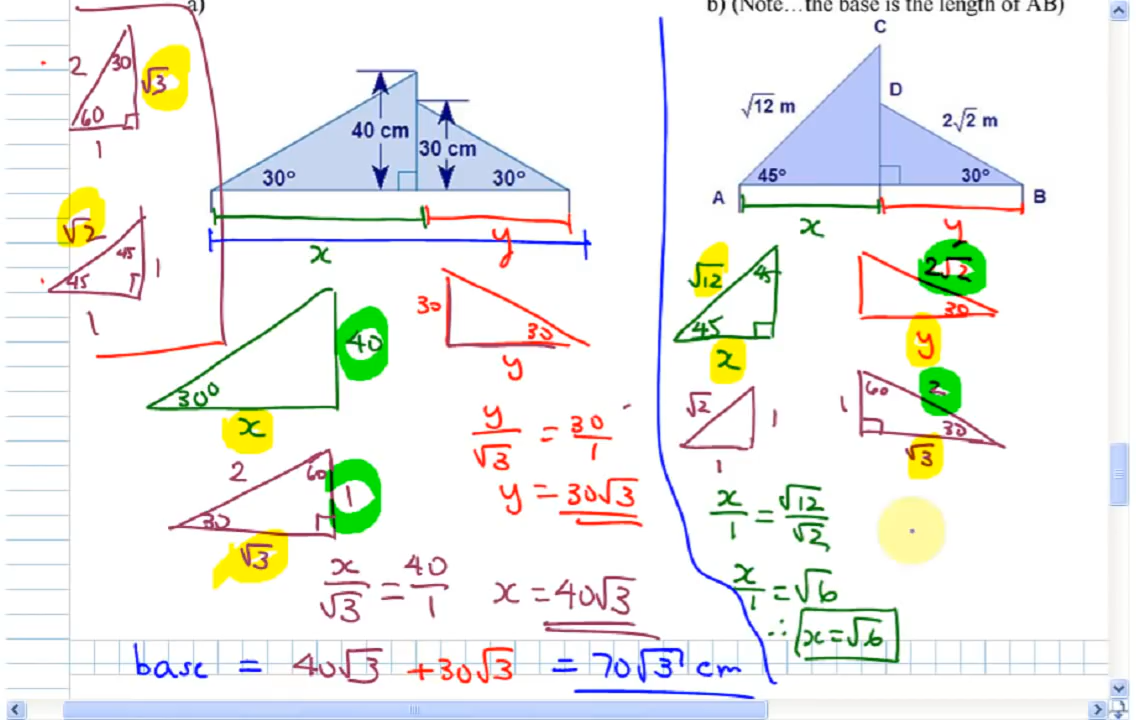 a)
b) (Note…the base is the length of AB)
2
30
√3
60
1
√2
45
45
1
1
40 cm
30 cm
30°
30°
x
y
30°
40
x
30
30
y
2
60
1
30
√3
y/√3 = 30/1
y = 30√3
x/√3 = 40/1
x = 40√3
base = 40√3 + 30√3 = 70√3 cm
C
D
√12 m
2√2 m
45°
30°
A
B
x
y
√12
45
45
x
2√2
30
y
√2
1
1
60
2
1
30
√3
x/1 = √12/√2
x/1 = √6
∴ x = √6